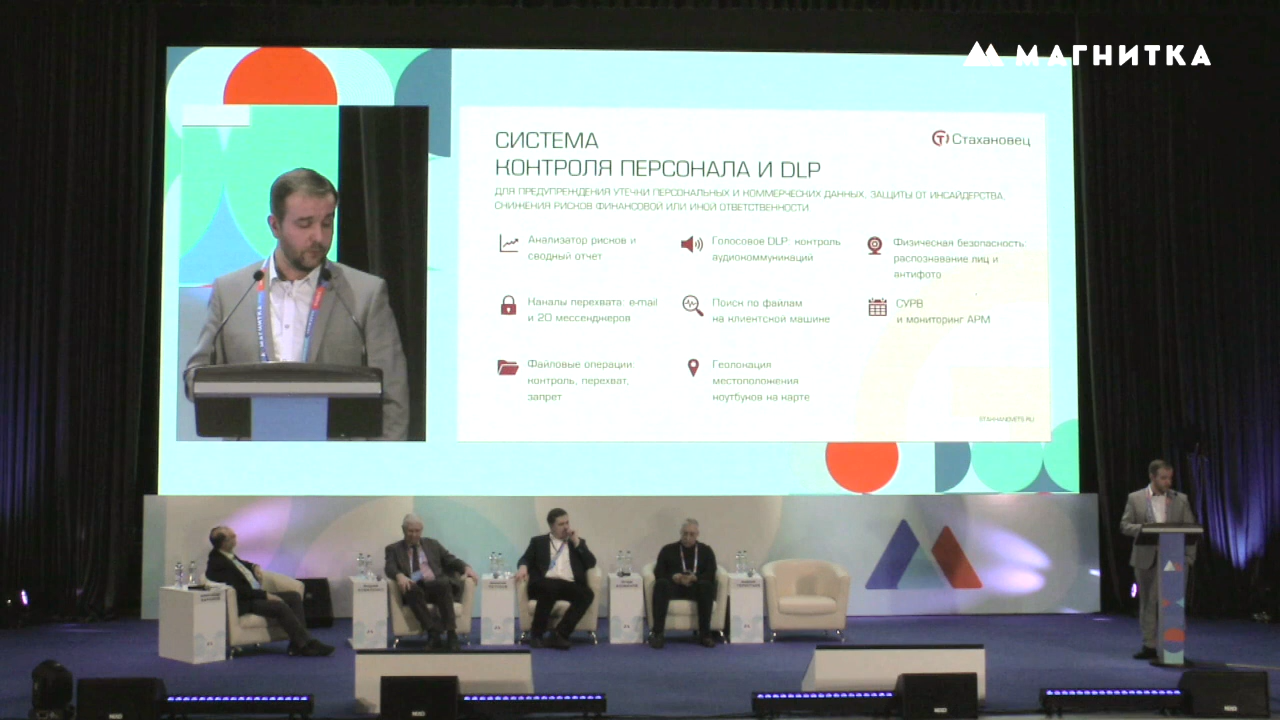 МАГНИТКА
СИСТЕМА
КОНТРОЛЯ ПЕРСОНАЛА И DLP
Стахановец
ДЛЯ ПРЕДУПРЕЖДЕНИЯ УТЕЧКИ ПЕРСОНАЛЬНЫХ И КОММЕРЧЕСКИХ ДАННЫХ, ЗАЩИТЫ ОТ ИНСАЙДЕРСТВА,
СНИЖЕНИЯ РИСКОВ ФИНАНСОВОЙ ИЛИ ИНОЙ ОТВЕТСТВЕННОСТИ
Анализатор рисков и
сводный отчет
Голосовое DLP: контроль
аудиокоммуникаций
Физическая безопасность:
распознавание лиц и
антифото
Каналы перехвата: e-mail
и 20 мессенджеров
Поиск по файлам
на клиентской машине
СУРВ
и мониторинг АРМ
Файловые операции:
контроль, перехват,
запрет
Геолокация
местоположения
ноутбуков на карте
STAKHANOVETS.RU
МАГНИТКА